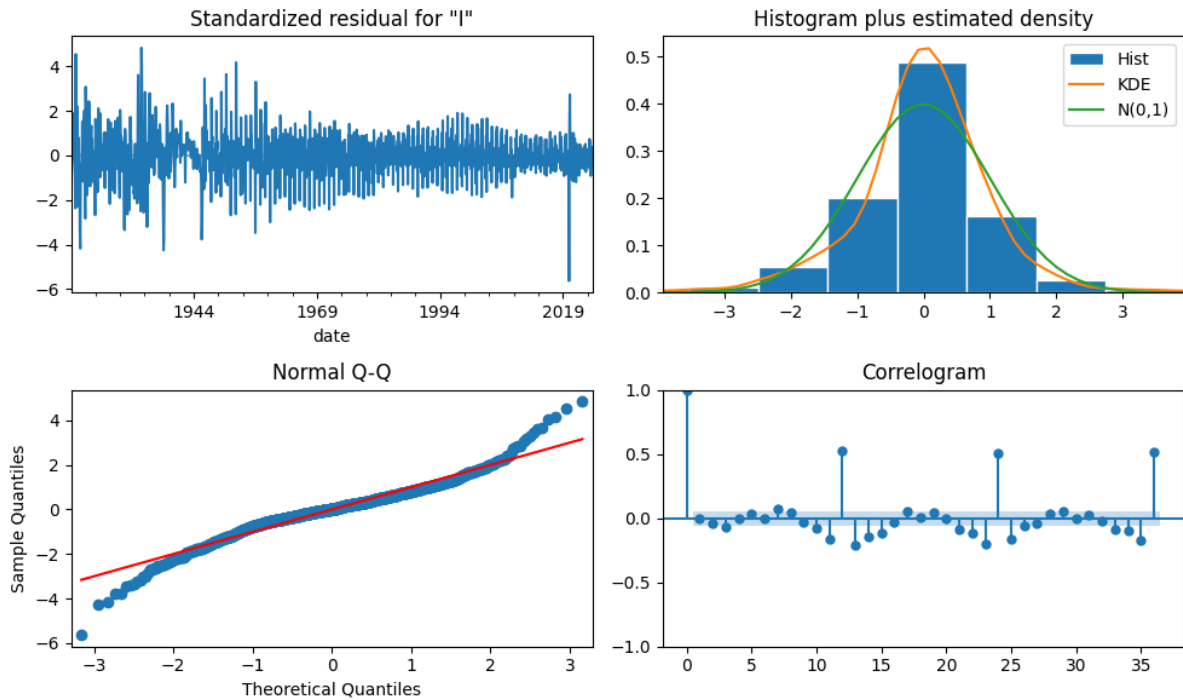 Standardized residual for "I"
4
2
0
−2
−4
−6
1944 1969 1994 2019
date
Histogram plus estimated density
0.5
0.4
0.3
0.2
0.1
0.0
−3 −2 −1 0 1 2 3
Hist
KDE
N(0,1)
Normal Q-Q
Sample Quantiles
4
2
0
−2
−4
−6
−3 −2 −1 0 1 2 3
Theoretical Quantiles
Correlogram
1.0
0.5
0.0
−0.5
−1.0
0 5 10 15 20 25 30 35